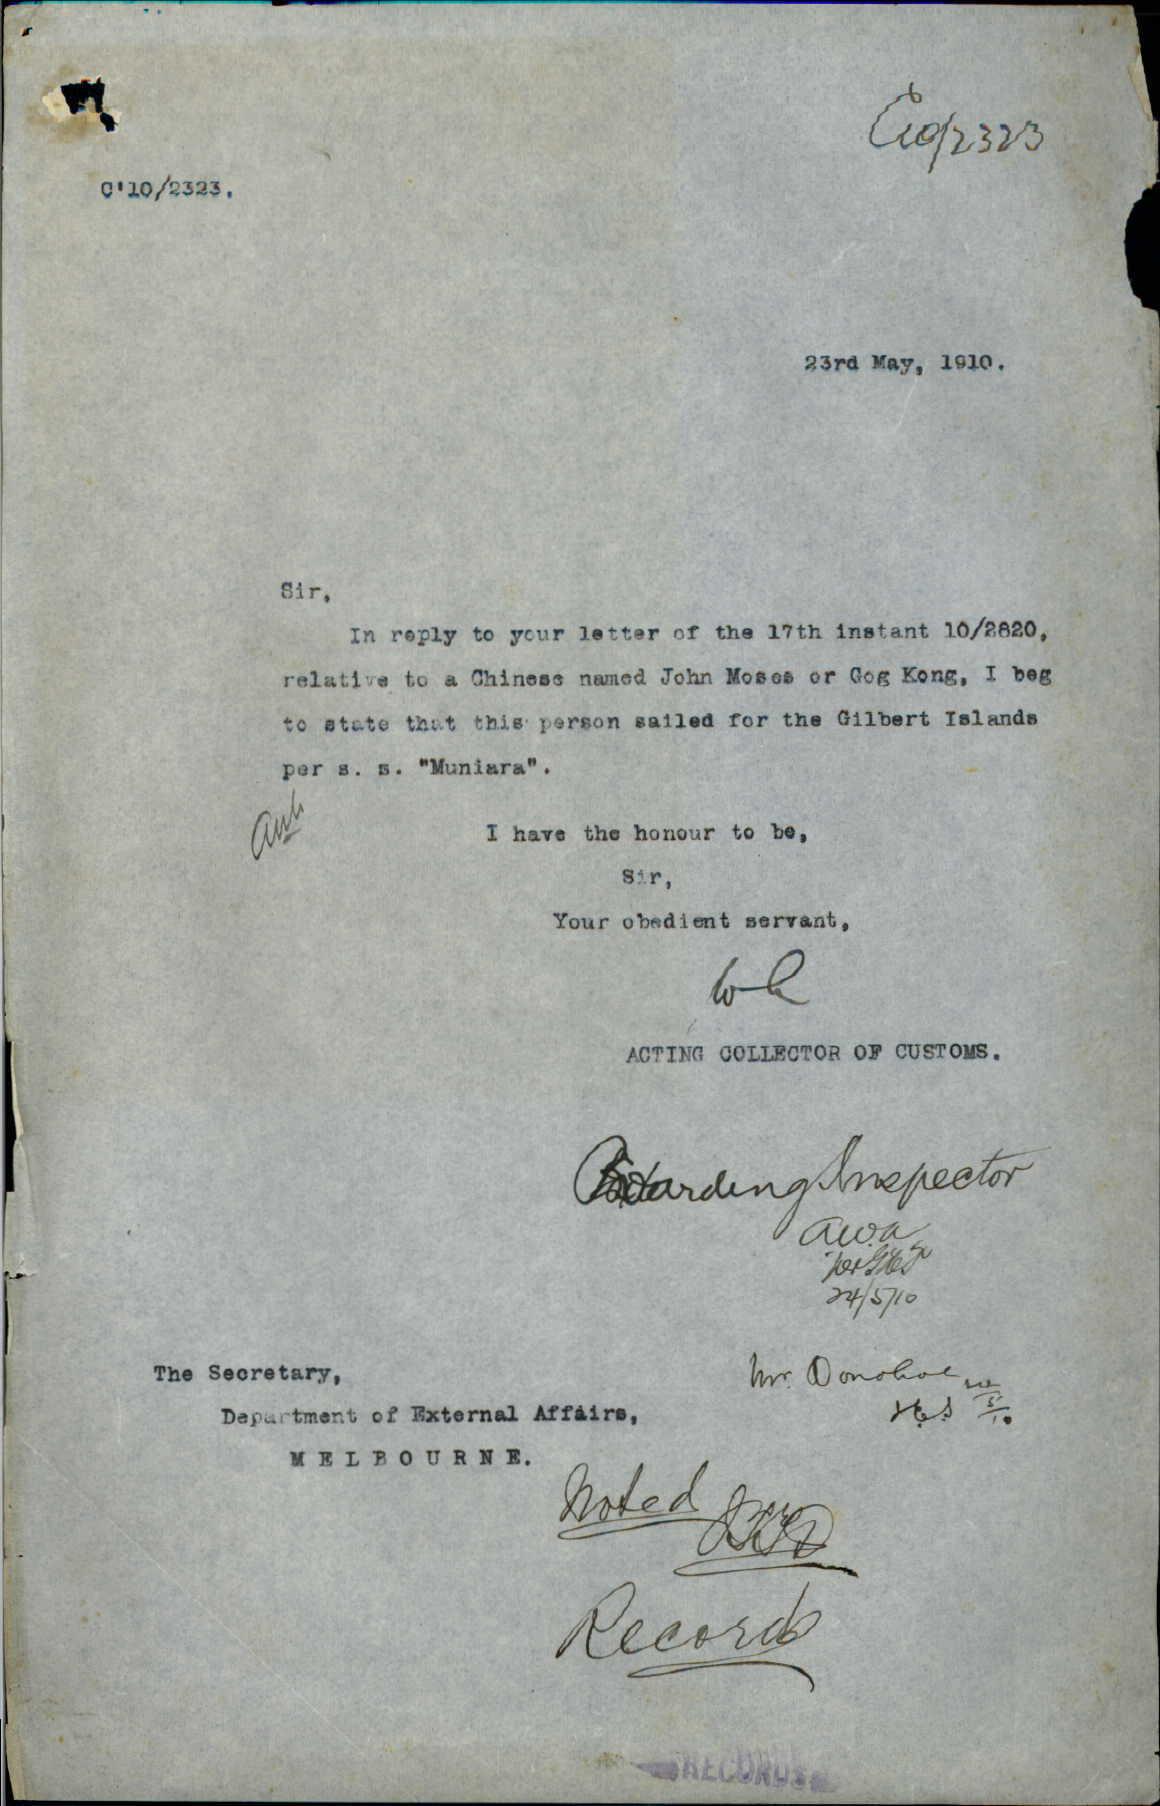 C10/2323
C'10/2323.
23rd May, 1910.
Sir,
In reply to your letter of the 17th instant 10/2820,
relative to a Chinese named John Moses or Gog Kong, I beg
to state that this person sailed for the Gilbert Islands
per s. s. "Muniara".
I have the honour to be,
Sir,
Your obedient servant,
ACTING COLLECTOR OF CUSTOMS.
Boarding Inspector
24/5/10
The Secretary,
Department of External Affairs,
MELBOURNE.
Mr. Donohoe
Noted
Records
RECORDS